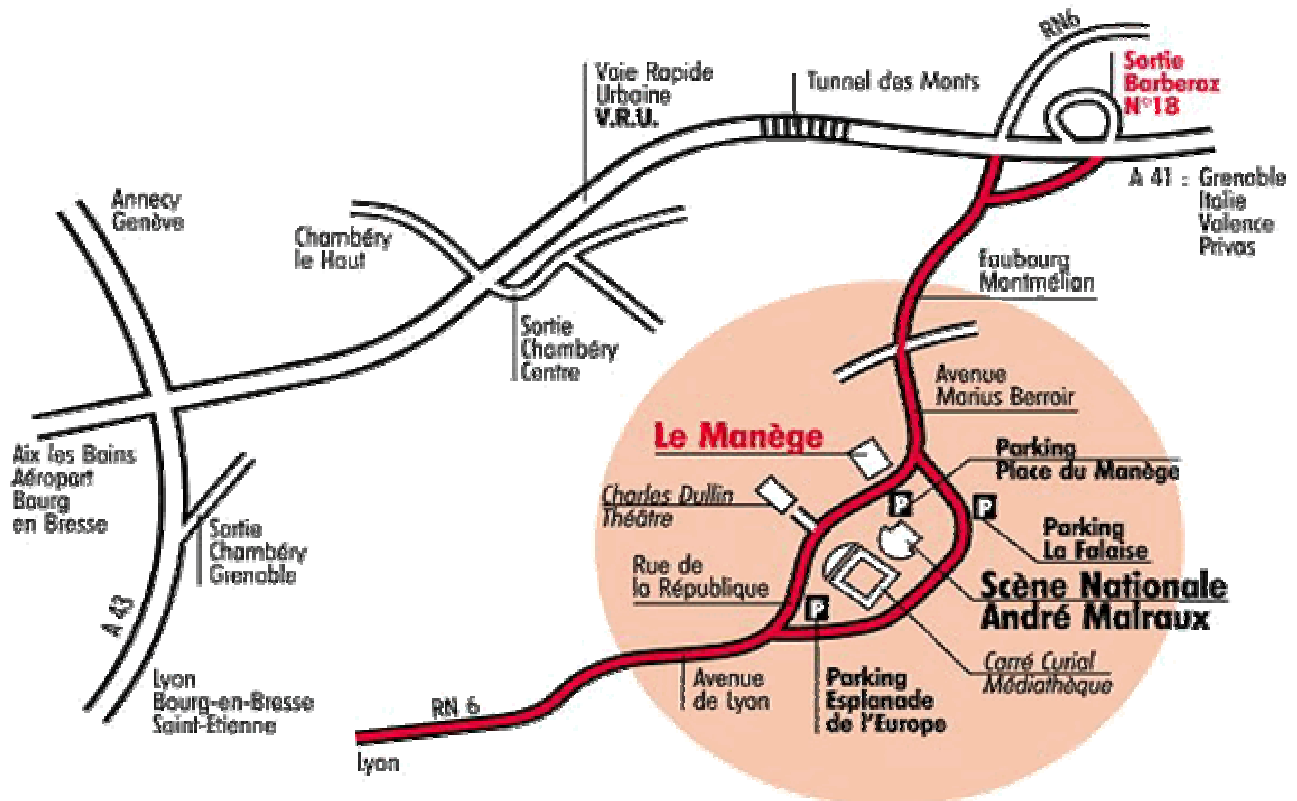 RN6
Sortie
Barberaz
N°18
Voie Rapide
Urbaine
V.R.U.
Tunnel des Monts
A 41 : Grenoble
Italie
Valence
Privas
Annecy
Genève
Chambéry
le Haut
Faubourg
Montmélian
Sortie
Chambéry
Centre
Avenue
Marius Berroir
Le Manège
Parking
Place du Manège
Aix les Bains
Aéroport
Bourg
en Bresse
Charles Dullin
Théâtre
P
P
Parking
La Falaise
Sortie
Chambéry
Grenoble
Rue de
la République
Scène Nationale
André Malraux
P
A 43
Carré Curial
Médiathèque
Lyon
Bourg-en-Bresse
Saint-Etienne
Avenue
de Lyon
Parking
Esplanade
de l'Europe
RN 6
Lyon